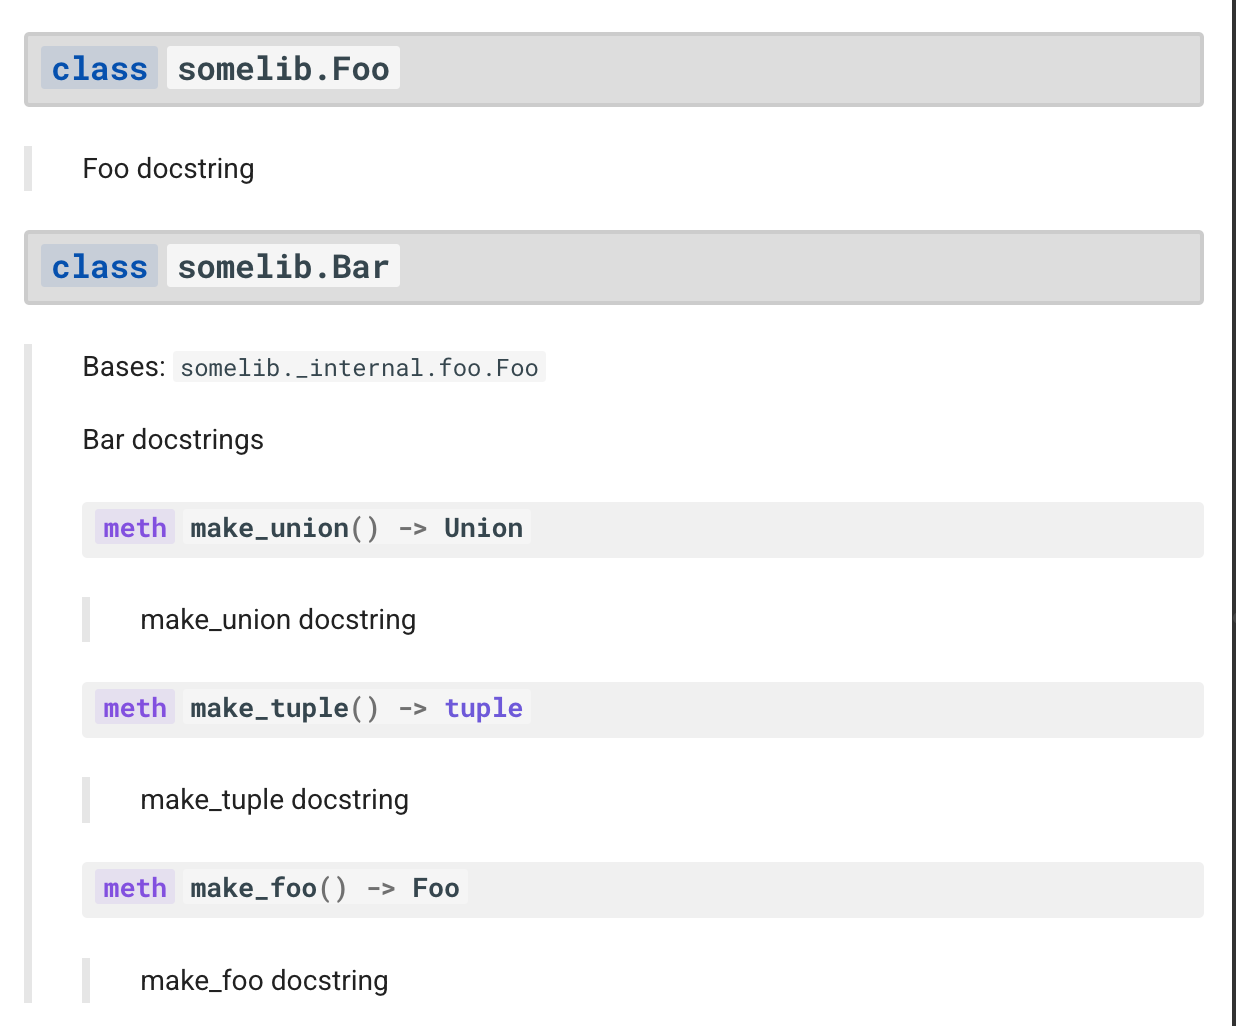 class somelib.Foo
Foo docstring
class somelib.Bar
Bases: somelib._internal.foo.Foo
Bar docstrings
meth make_union() -> Union
make_union docstring
meth make_tuple() -> tuple
make_tuple docstring
meth make_foo() -> Foo
make_foo docstring